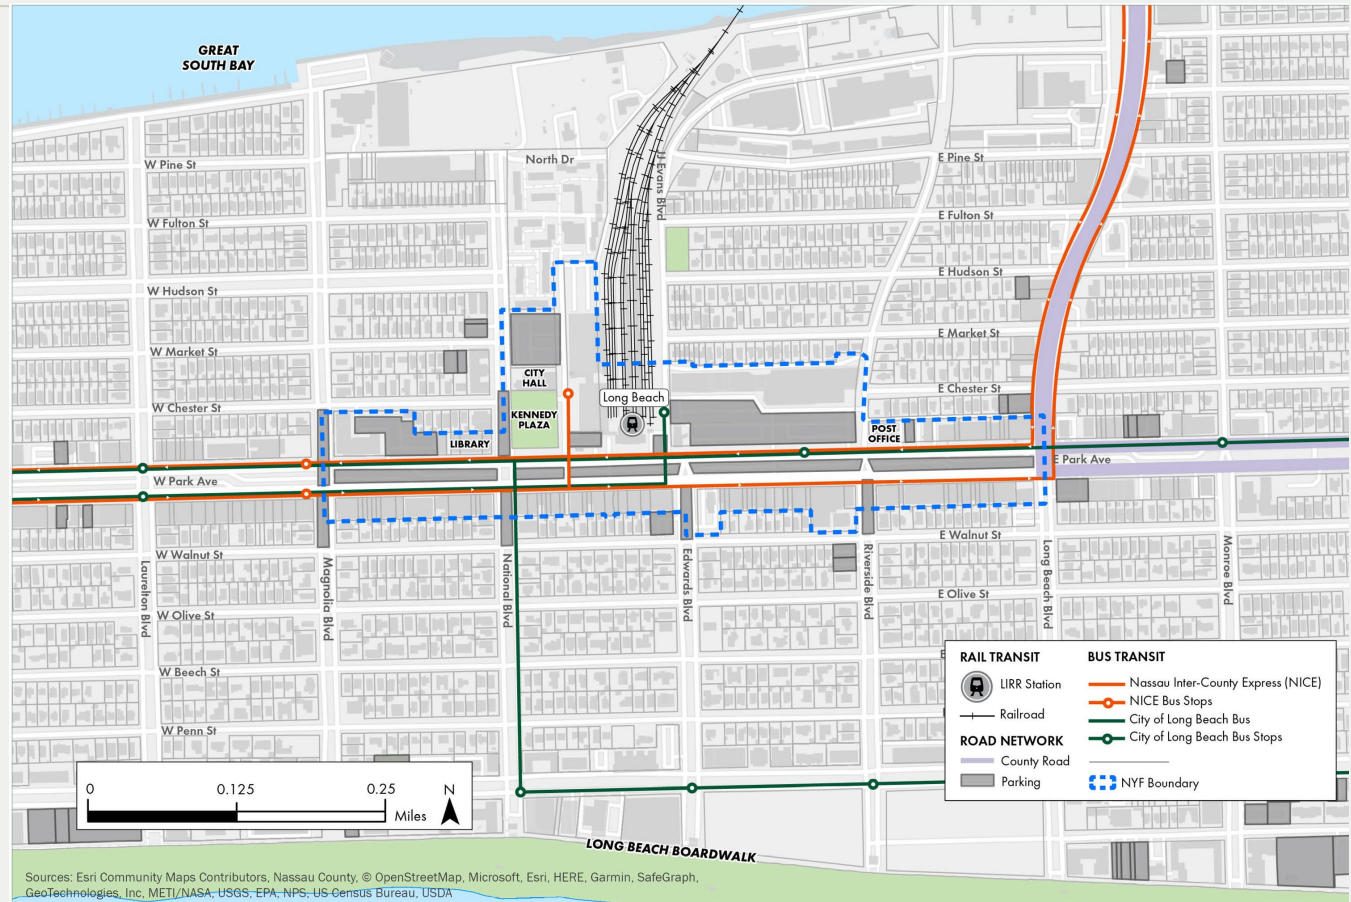 GREAT
SOUTH BAY
W Pine St
North Dr
JJ Evans Blvd
E Pine St
W Fulton St
E Fulton St
W Hudson St
E Hudson St
W Market St
E Market St
CITY
HALL
Long Beach
E Chester St
W Chester St
KENNEDY
PLAZA
LIBRARY
POST
OFFICE
W Park Ave
E Park Ave
W Walnut St
E Walnut St
Laurelton Blvd
Magnolia Blvd
National Blvd
Edwards Blvd
Riverside Blvd
Long Beach Blvd
Monroe Blvd
W Olive St
E Olive St
W Beech St
E
W Penn St
RAIL TRANSIT
LIRR Station
Railroad
ROAD NETWORK
County Road
Parking
BUS TRANSIT
Nassau Inter-County Express (NICE)
NICE Bus Stops
City of Long Beach Bus
City of Long Beach Bus Stops
NYF Boundary
0 0.125 0.25
Miles
N
LONG BEACH BOARDWALK
Sources: Esri Community Maps Contributors, Nassau County, © OpenStreetMap, Microsoft, Esri, HERE, Garmin, SafeGraph,
GeoTechnologies, Inc, METI/NASA, USGS, EPA, NPS, US Census Bureau, USDA